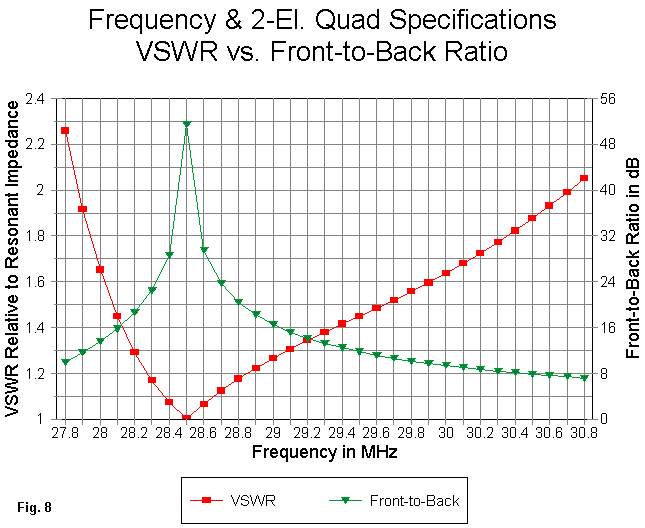 Frequency & 2-El. Quad Specifications
VSWR vs. Front-to-Back Ratio
VSWR Relative to Resonant Impedance
2.4
2.2
2
1.8
1.6
1.4
1.2
1
56
48
40
32
24
16
8
0
Front-to-Back Ratio in dB
27.8 28 28.2 28.4 28.6 28.8 29 29.2 29.4 29.6 29.8 30 30.2 30.4 30.6 30.8
Frequency in MHz
VSWR Front-to-Back
Fig. 8